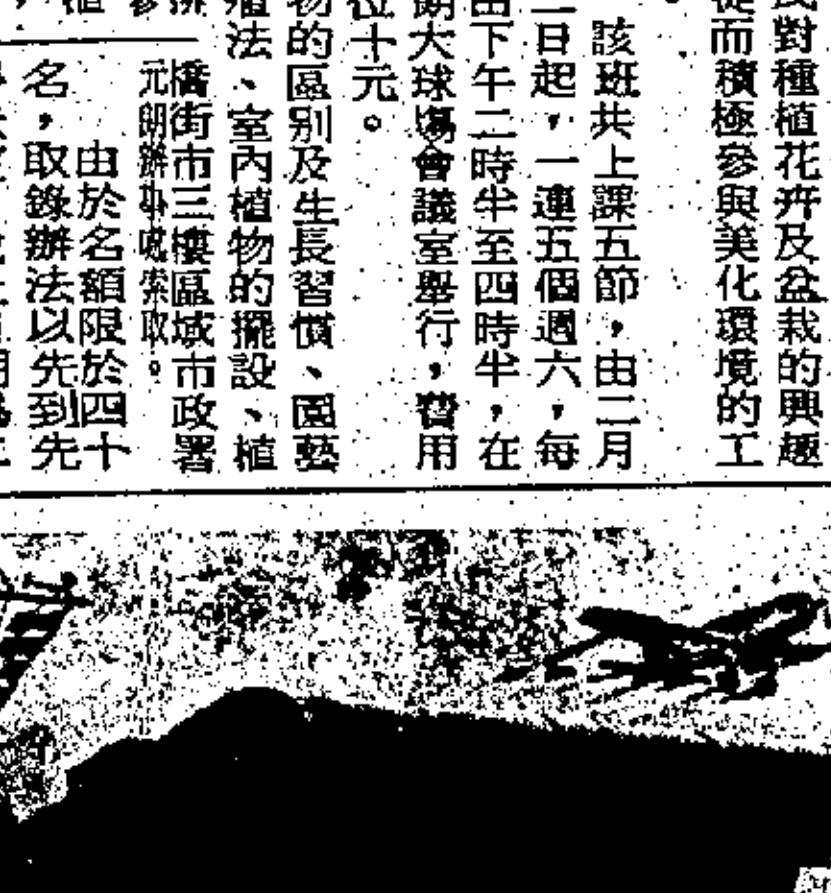 民對種植花卉及盆栽的興趣
從而積極參與美化環境的工
。
該班共上課五節，由二月
日起，一連五個週六，每
由下午二時半至四時半，在
朗大球場會議室舉行，費用
位十元。
物的區別及生長習慣、園藝
殖法、室內植物的擺設、植
橋街市三樓區域市政署
元朗辦事處索取。
由於名額限於四十
名，取錄辦法以先到先